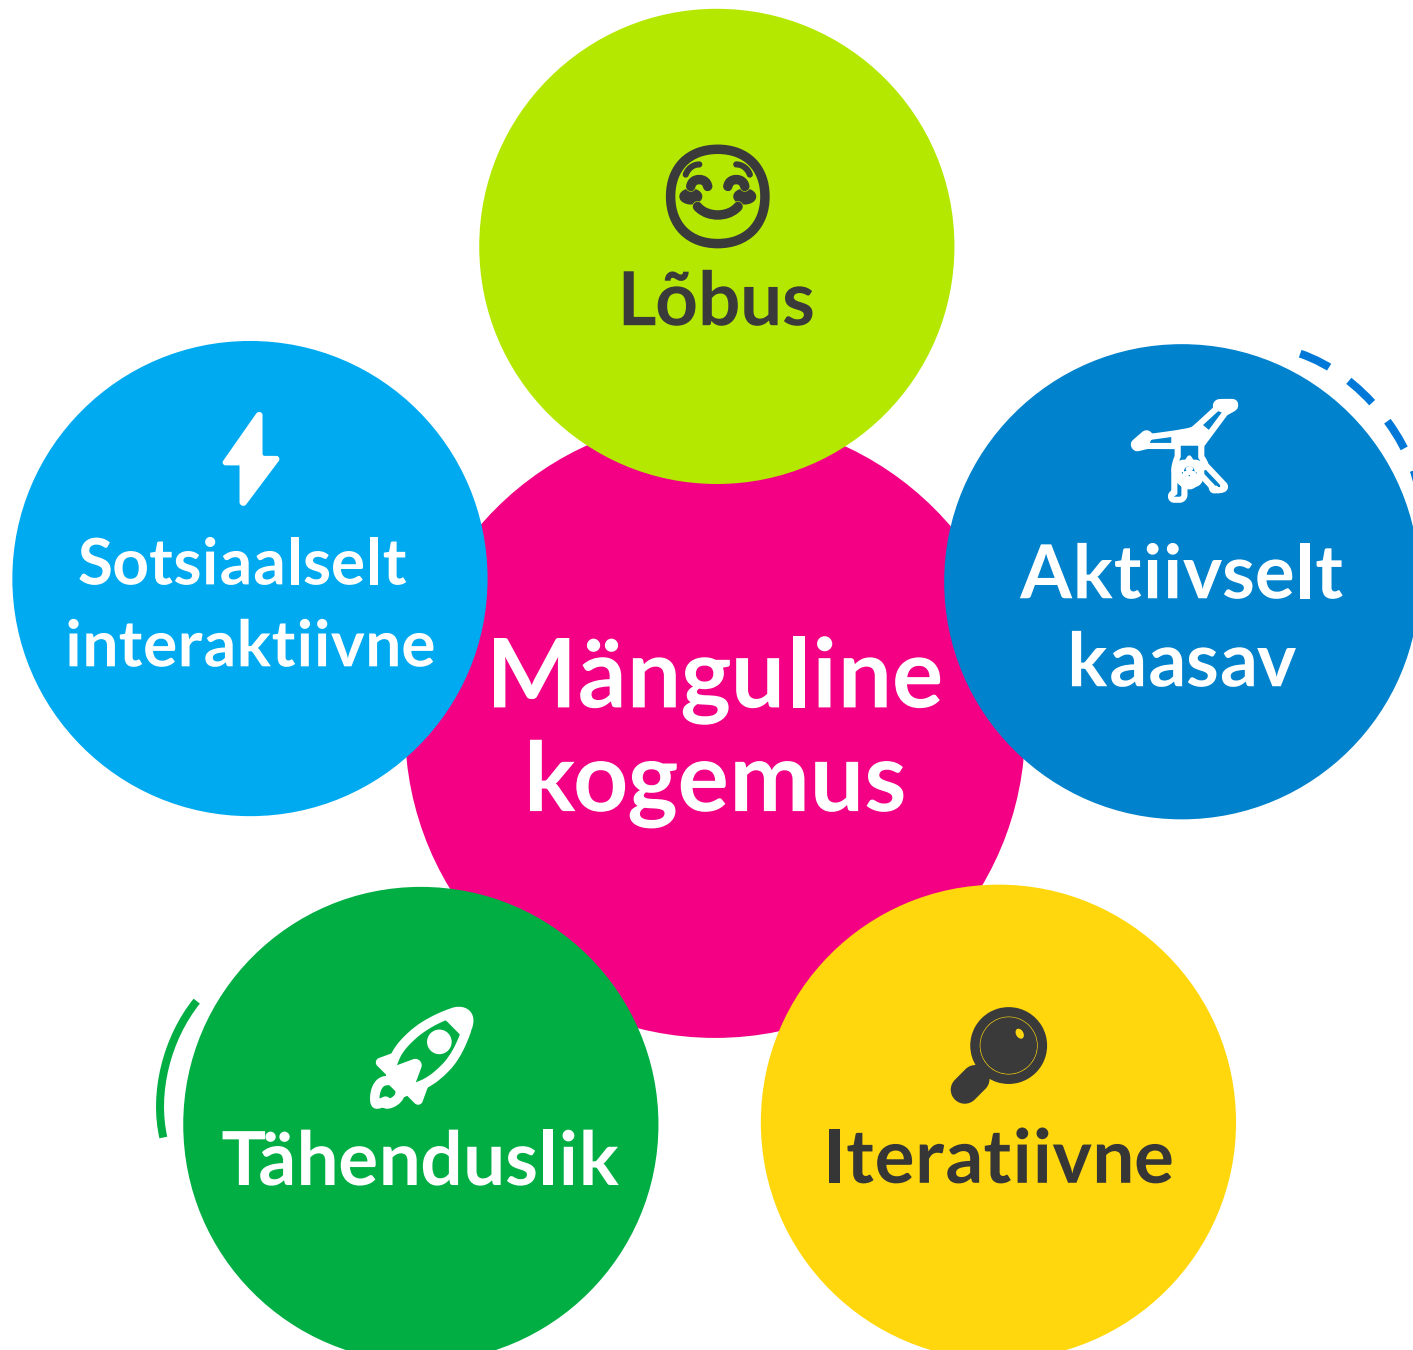 Lõbus
Sotsiaalselt
interaktiivne
Aktiivselt
kaasav
Mänguline
kogemus
Tähenduslik
Iteratiivne